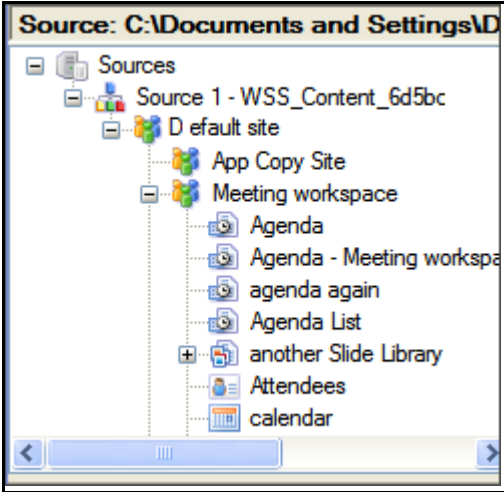 Source: C:\Documents and Settings\D
Sources
Source 1 - WSS_Content_6d5bc
D efault site
App Copy Site
Meeting workspace
Agenda
Agenda - Meeting workspa
agenda again
Agenda List
another Slide Library
Attendees
calendar